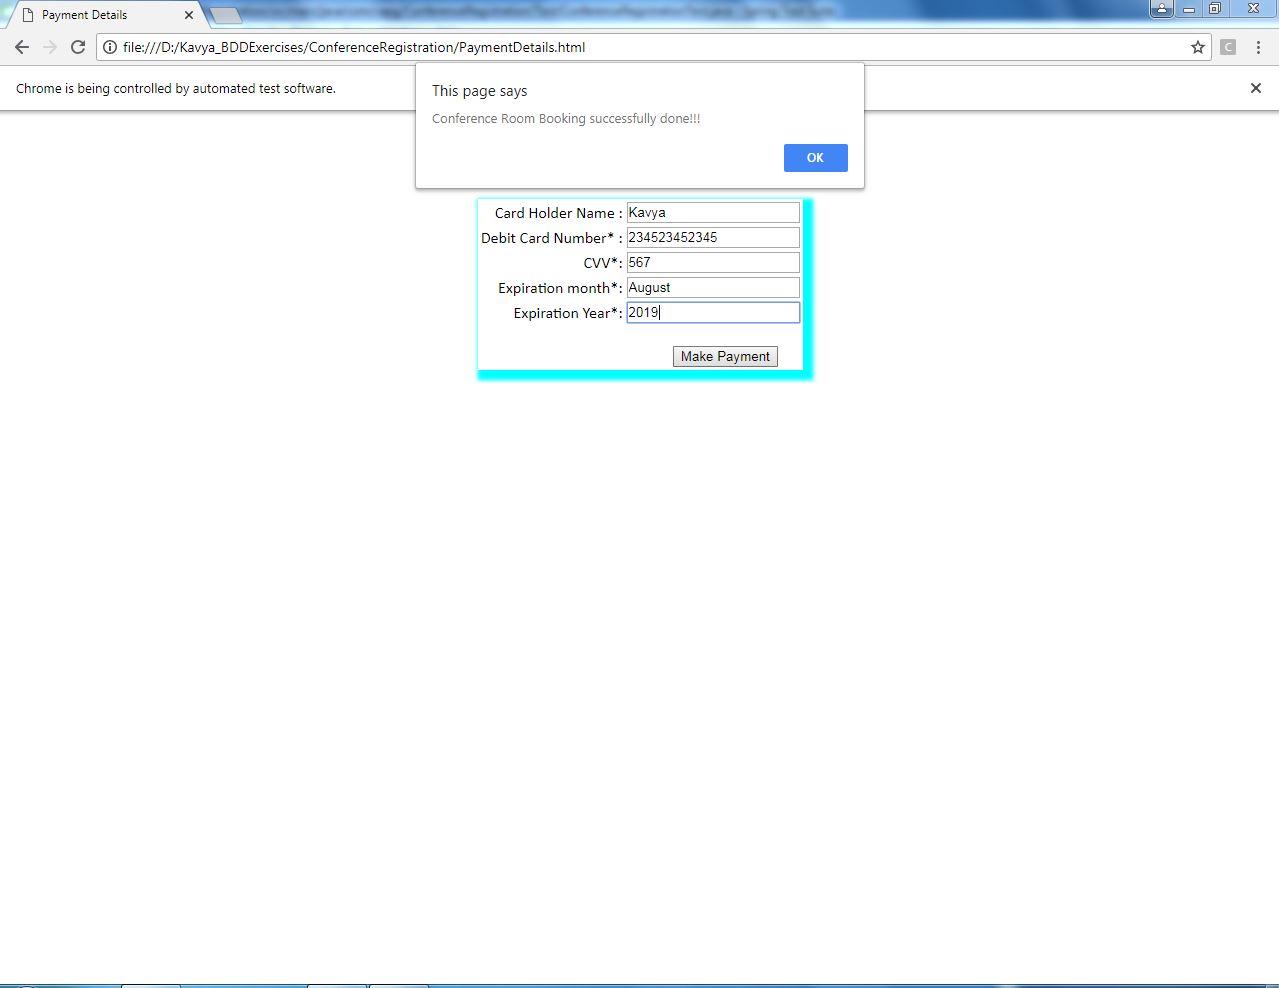 Payment Details
file:///D:/Kavya_BDDExercises/ConferenceRegistration/PaymentDetails.html
C
Chrome is being controlled by automated test software.
This page says
Conference Room Booking successfully done!!!
OK
Card Holder Name : Kavya
Debit Card Number* : 234523452345
CVV*: 567
Expiration month*: August
Expiration Year*: 2019
Make Payment